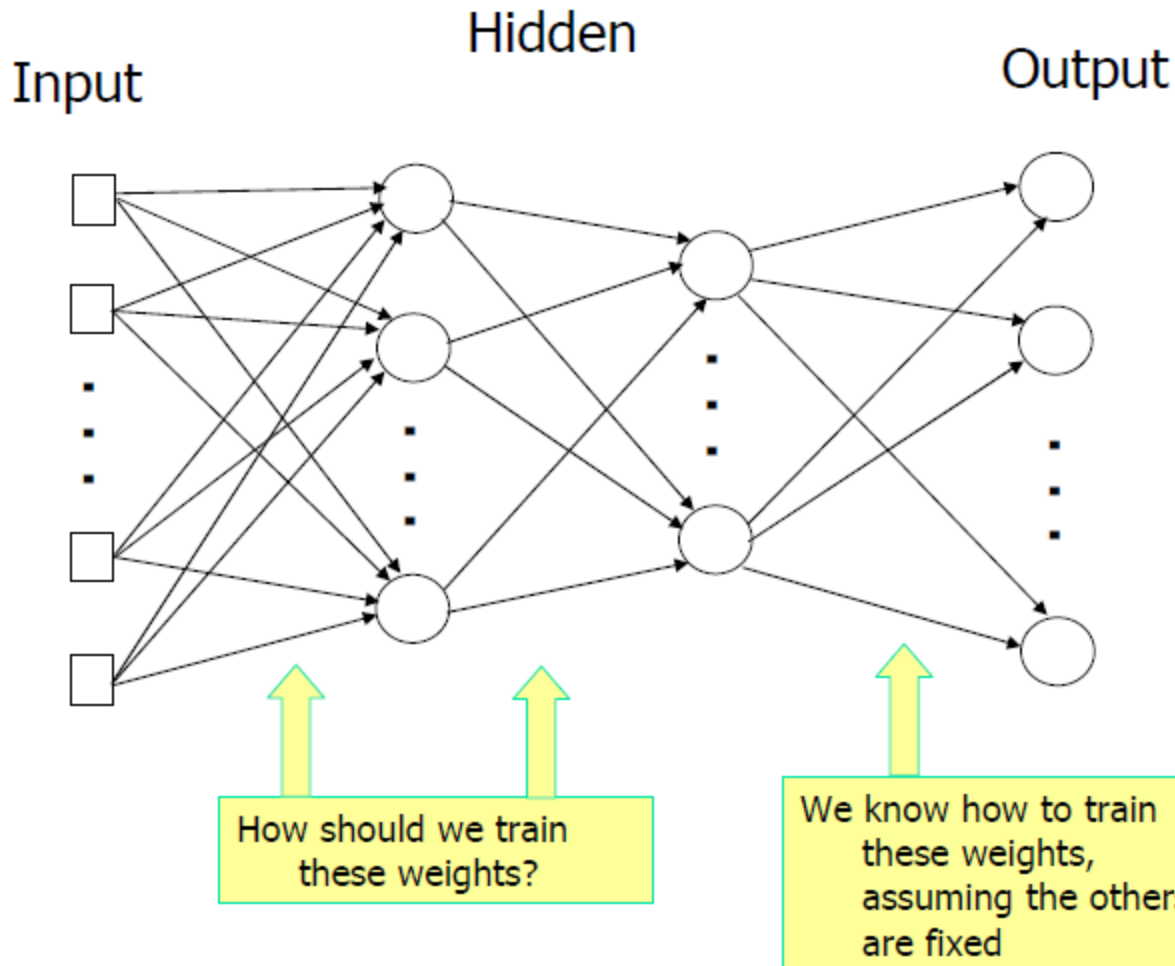 Hidden
Input
Output
How should we train
these weights?
We know how to train
these weights,
assuming the other
are fixed